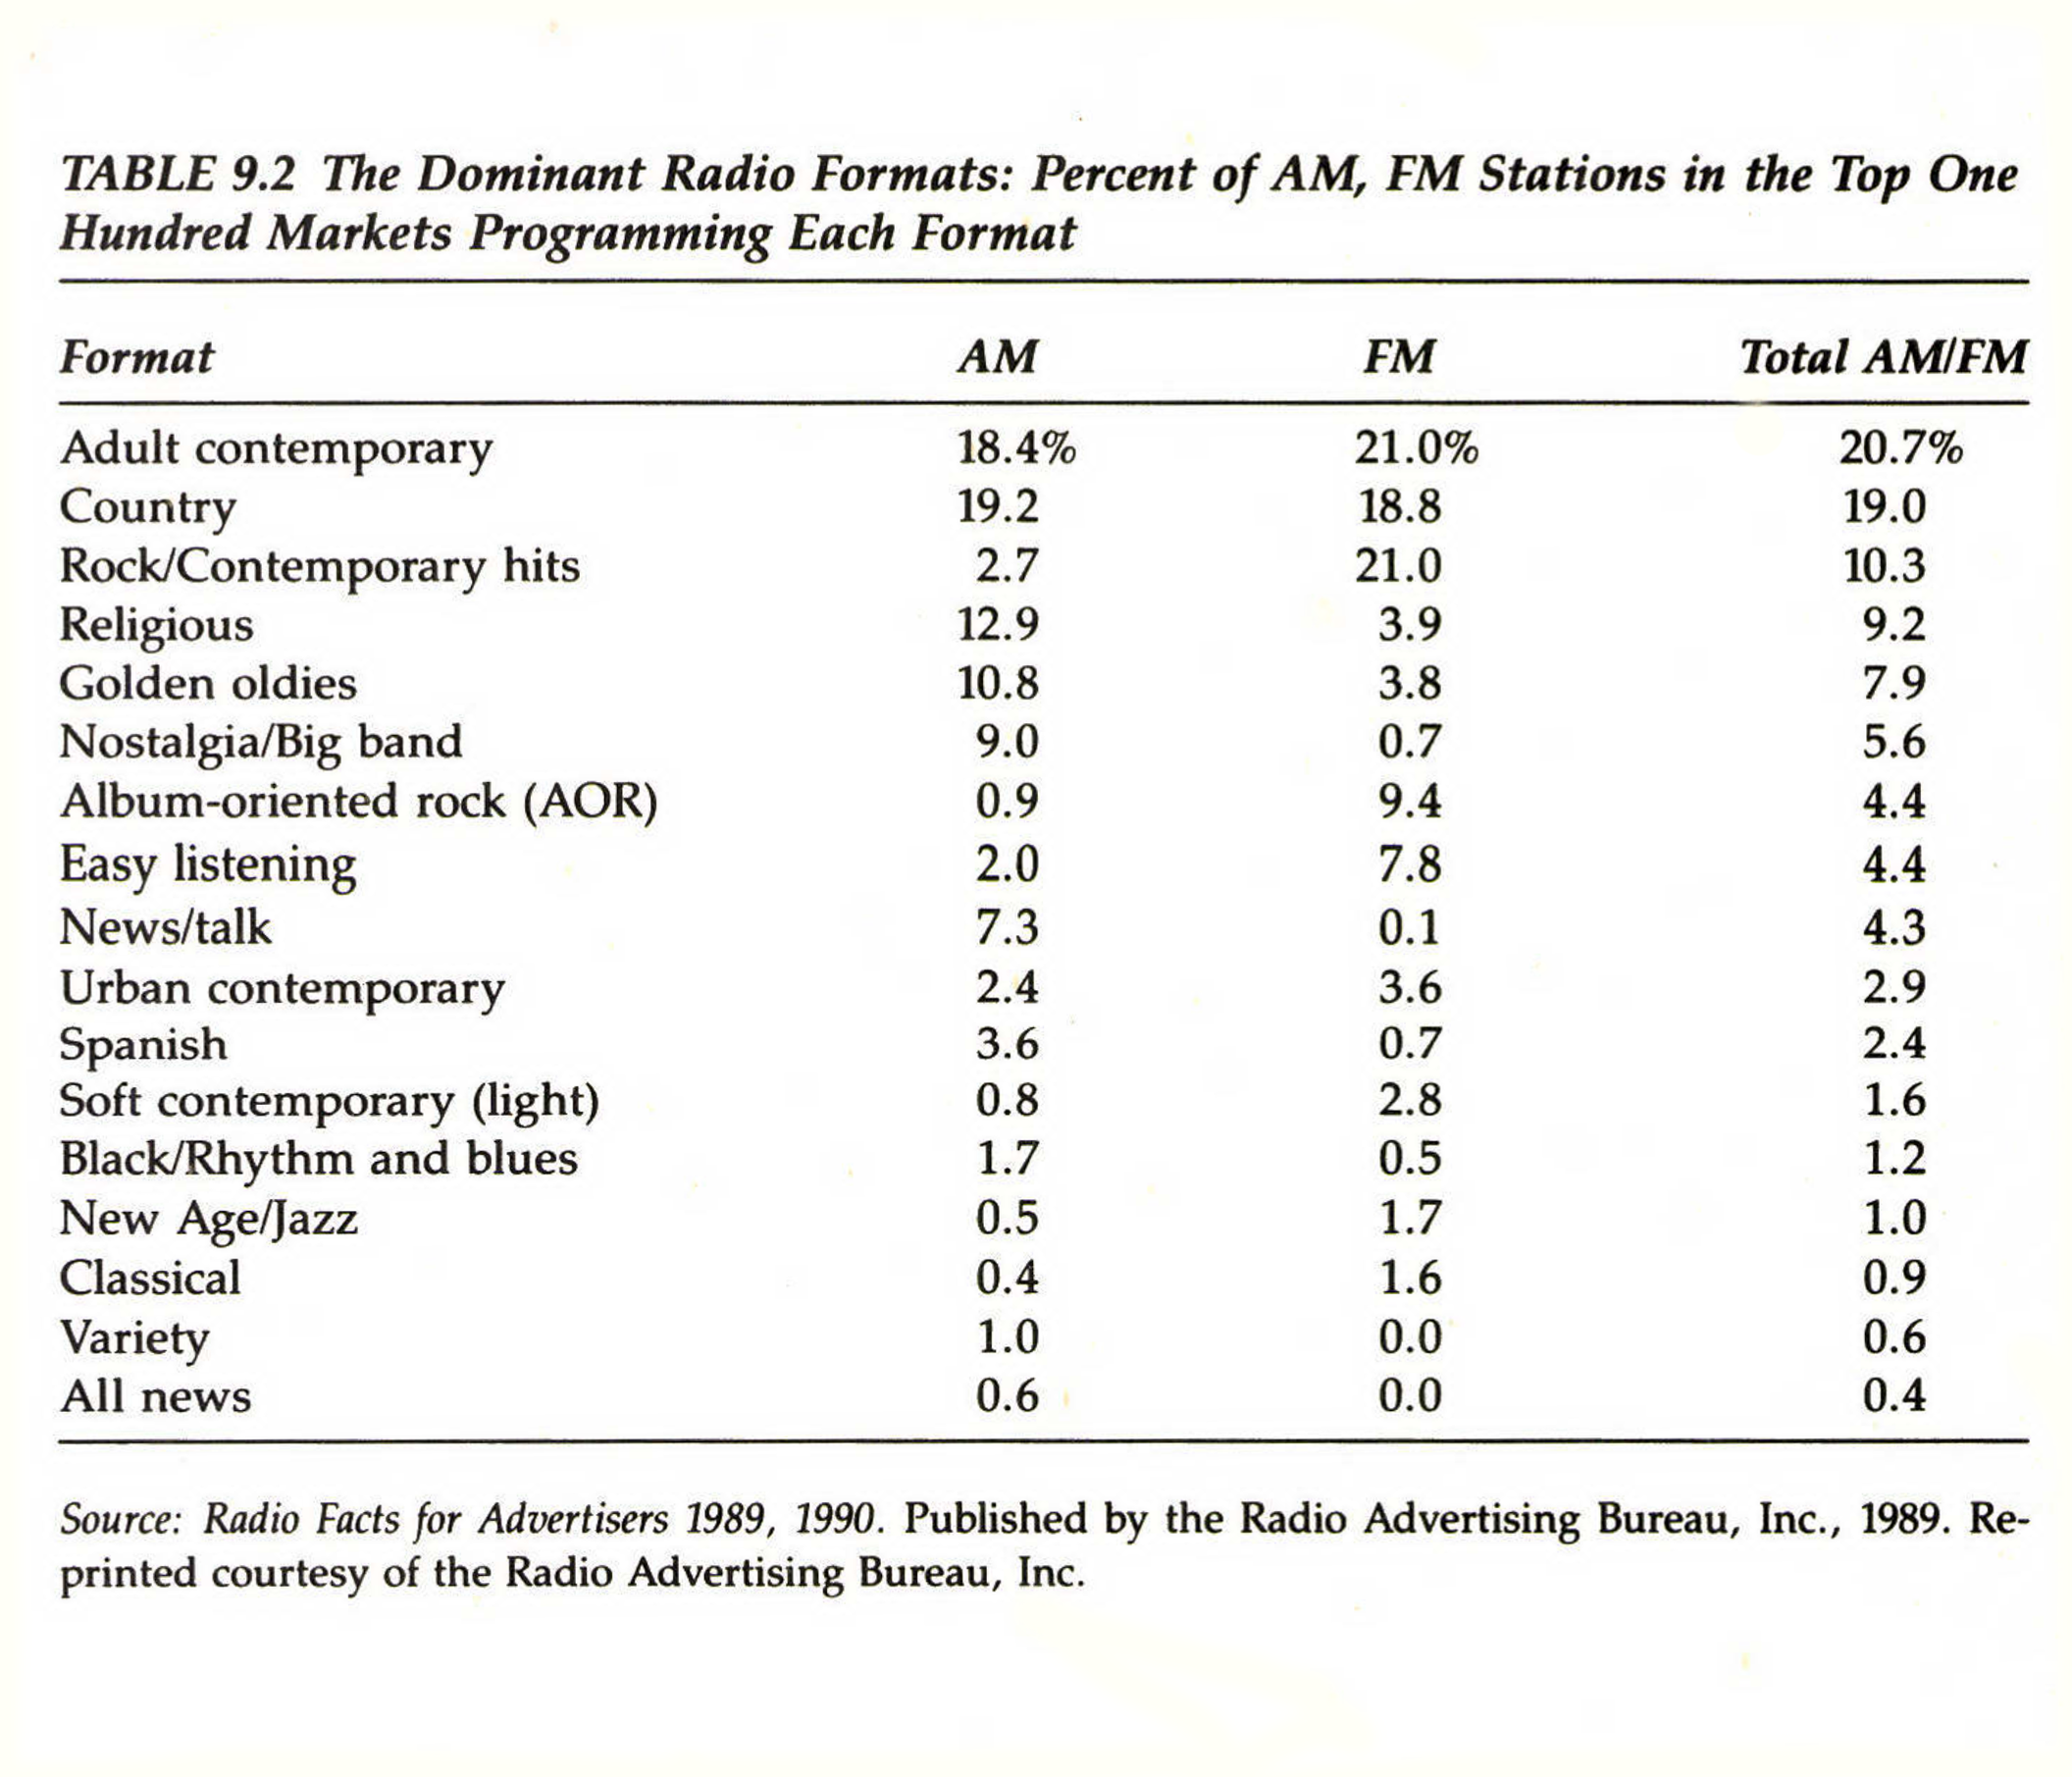 TABLE 9.2 The Dominant Radio Formats: Percent of AM, FM Stations in the Top One
Hundred Markets Programming Each Format
Format AM FM Total AM/FM
Adult contemporary 18.4% 21.0% 20.7%
Country 19.2 18.8 19.0
Rock/Contemporary hits 2.7 21.0 10.3
Religious 12.9 3.9 9.2
Golden oldies 10.8 3.8 7.9
Nostalgia/Big band 9.0 0.7 5.6
Album-oriented rock (AOR) 0.9 9.4 4.4
Easy listening 2.0 7.8 4.4
News/talk 7.3 0.1 4.3
Urban contemporary 2.4 3.6 2.9
Spanish 3.6 0.7 2.4
Soft contemporary (light) 0.8 2.8 1.6
Black/Rhythm and blues 1.7 0.5 1.2
New Age/Jazz 0.5 1.7 1.0
Classical 0.4 1.6 0.9
Variety 1.0 0.0 0.6
All news 0.6 0.0 0.4
Source: Radio Facts for Advertisers 1989, 1990. Published by the Radio Advertising Bureau, Inc., 1989. Re-
printed courtesy of the Radio Advertising Bureau, Inc.